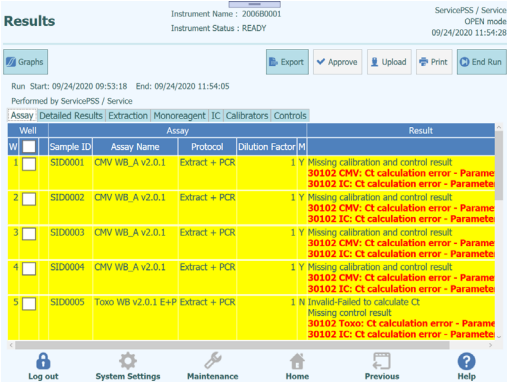 Results
Instrument Name : 2006B0001
Instrument Status : READY
ServicePSS / Service
OPEN mode
09/24/2020 11:54:28
Graphs
Export
Approve
Upload
Print
End Run
Run Start: 09/24/2020 09:53:18 End: 09/24/2020 11:54:05
Performed by ServicePSS / Service
Assay Detailed Results Extraction Monoreagent IC Calibrators Controls
Well Assay Result
W Sample ID Assay Name Protocol Dilution Factor M
1 SID0001 CMV WB_A v2.0.1 Extract + PCR 1 Y Missing calibration and control result
30102 CMV: Ct calculation error - Parame
30102 IC: Ct calculation error - Parameter
2 SID0002 CMV WB_A v2.0.1 Extract + PCR 1 Y Missing calibration and control result
30102 CMV: Ct calculation error - Parame
30102 IC: Ct calculation error - Parameter
3 SID0003 CMV WB_A v2.0.1 Extract + PCR 1 Y Missing calibration and control result
30102 CMV: Ct calculation error - Parame
30102 IC: Ct calculation error - Parameter
4 SID0004 CMV WB_A v2.0.1 Extract + PCR 1 Y Missing calibration and control result
30102 CMV: Ct calculation error - Parame
30102 IC: Ct calculation error - Parameter
5 SID0005 Toxo WB v2.0.1 E+P Extract + PCR 1 N Invalid-Failed to calculate Ct
Missing control result
30102 Toxo: Ct calculation error - Parame
30102 IC: Ct calculation error - Parameter
Log out
System Settings
Maintenance
Home
Previous
Help